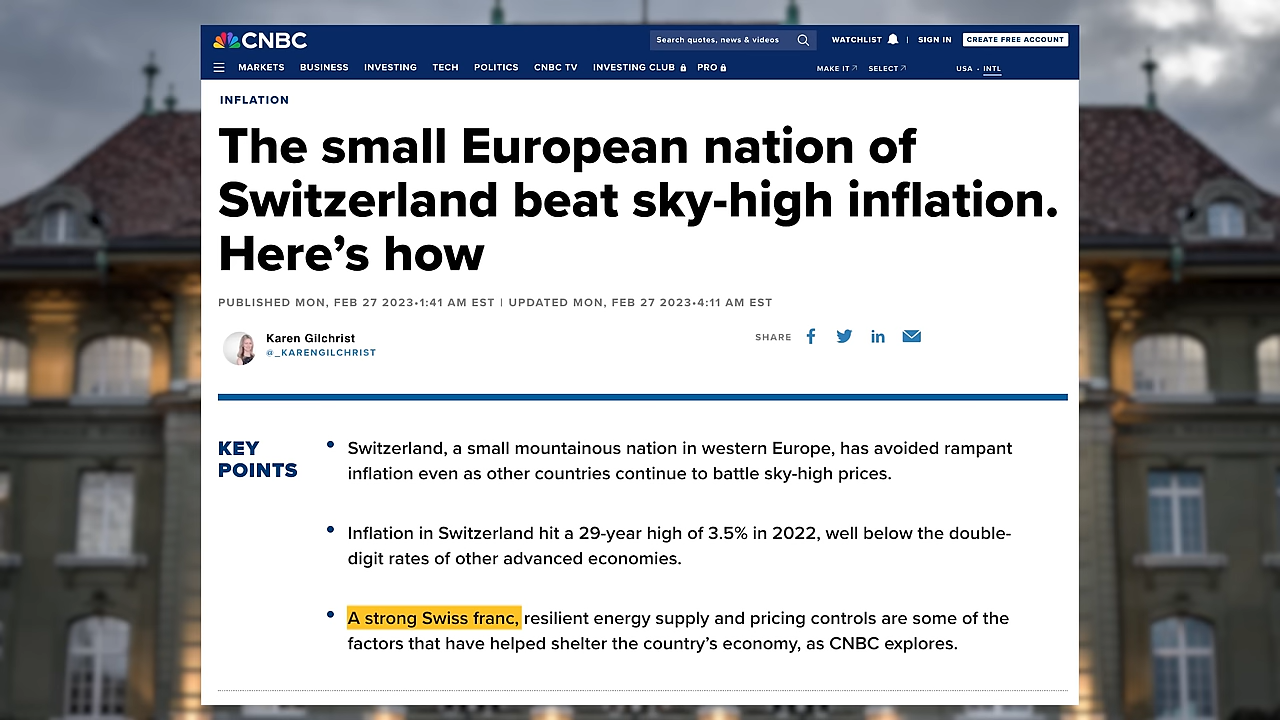 CNBC
Search quotes, news & videos
WATCHLIST | SIGN IN CREATE FREE ACCOUNT
MARKETS BUSINESS INVESTING TECH POLITICS CNBC TV INVESTING CLUB PRO MAKE IT SELECT USA • INTL
INFLATION
The small European nation of
Switzerland beat sky-high inflation.
Here’s how
PUBLISHED MON, FEB 27 2023•1:41 AM EST | UPDATED MON, FEB 27 2023•4:11 AM EST
Karen Gilchrist
@_KARENGILCHRIST
SHARE
KEY
POINTS
• Switzerland, a small mountainous nation in western Europe, has avoided rampant
inflation even as other countries continue to battle sky-high prices.
• Inflation in Switzerland hit a 29-year high of 3.5% in 2022, well below the double-
digit rates of other advanced economies.
• A strong Swiss franc, resilient energy supply and pricing controls are some of the
factors that have helped shelter the country’s economy, as CNBC explores.